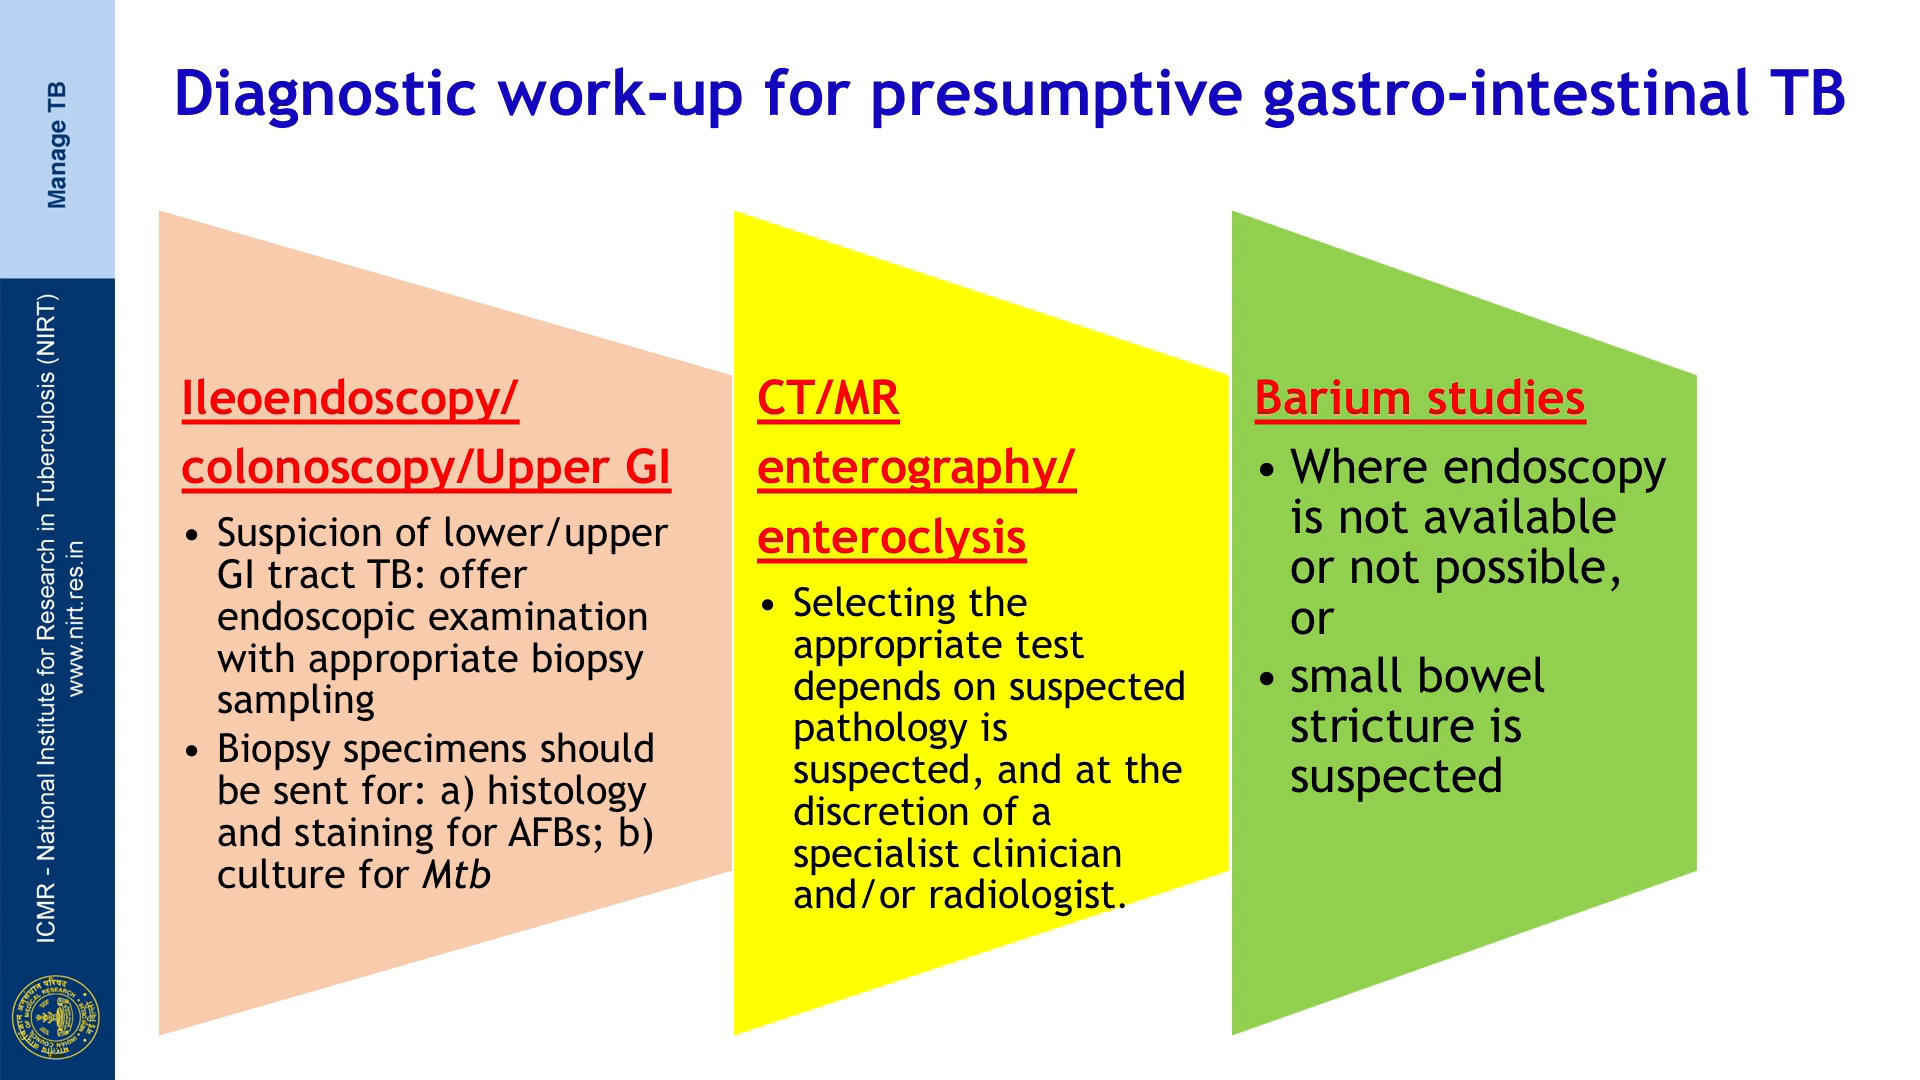 Manage TB
ICMR - National Institute for Research in Tuberculosis (NIRT)
www.nirt.res.in
Diagnostic work-up for presumptive gastro-intestinal TB
Ileoendoscopy/
colonoscopy/Upper GI
• Suspicion of lower/upper
GI tract TB: offer
endoscopic examination
with appropriate biopsy
sampling
• Biopsy specimens should
be sent for: a) histology
and staining for AFBs; b)
culture for Mtb
CT/MR
enterography/
enteroclysis
• Selecting the
appropriate test
depends on suspected
pathology is
suspected, and at the
discretion of a
specialist clinician
and/or radiologist.
Barium studies
• Where endoscopy
is not available
or not possible,
or
• small bowel
stricture is
suspected